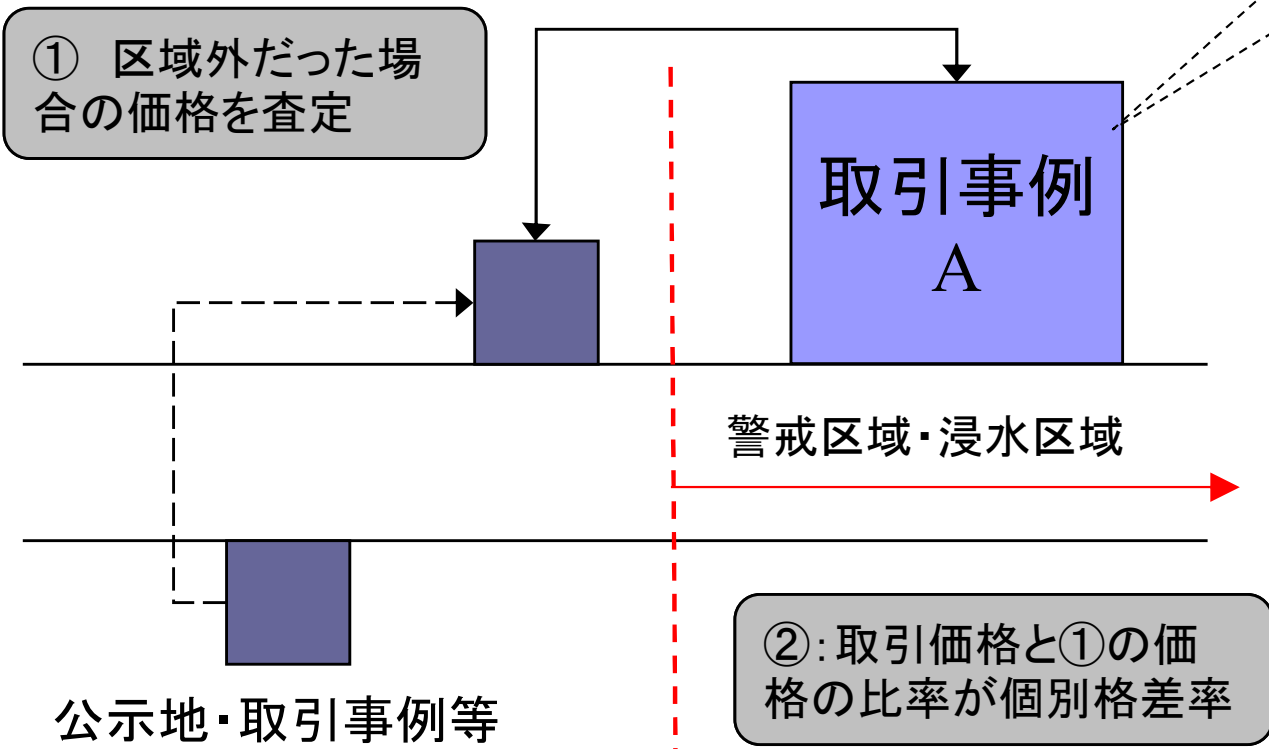 ① 区域外だった場
合の価格を査定
取引事例
A
警戒区域・浸水区域
②:取引価格と①の価
格の比率が個別格差率
公示地・取引事例等